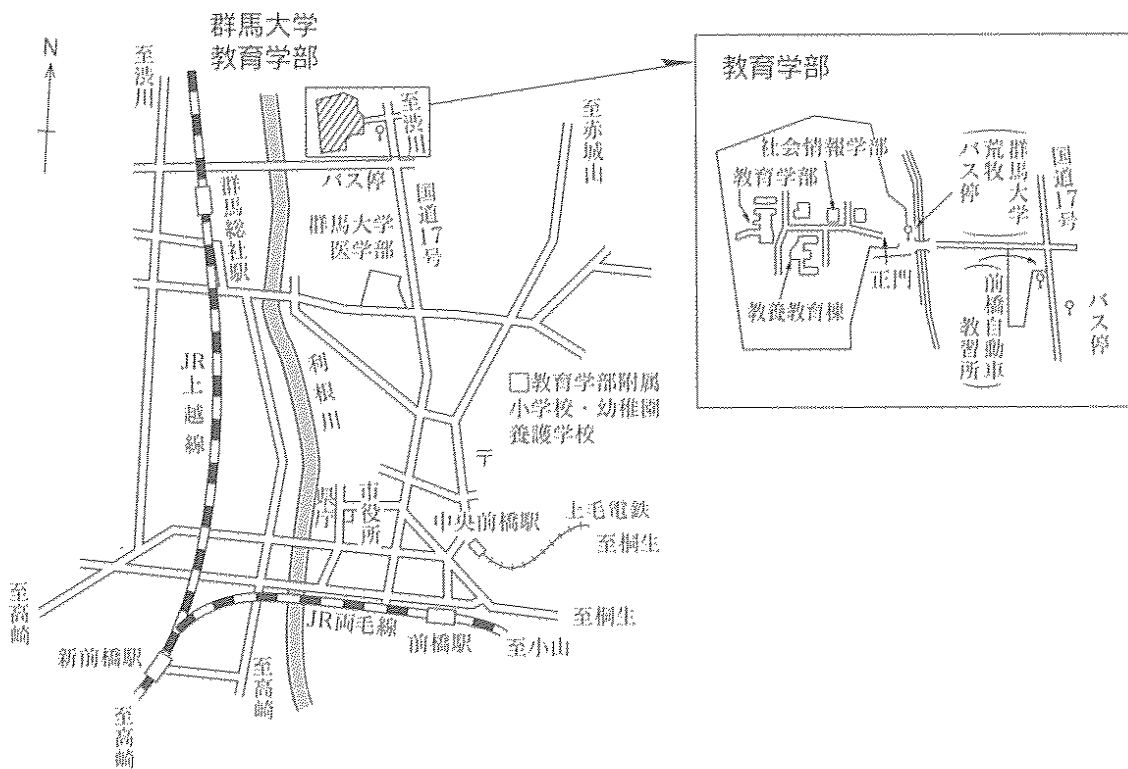 群馬大学
教育学部
N
至渋川
至渋川
至赤城山
バス停
国道17号
群馬総社駅
群馬大学
医学部
JR上越線
利根川
□教育学部附属
小学校・幼稚園
養護学校
〒
県庁
市役所
中央前橋駅
上毛電鉄
至桐生
至高崎
JR両毛線
前橋駅
至桐生
至小山
新前橋駅
至高崎
至高崎
教育学部
社会情報学部
教育学部
教養教育棟
正門
群馬大学
荒牧
バス停
国道17号
前橋自動車
教習所
バス停